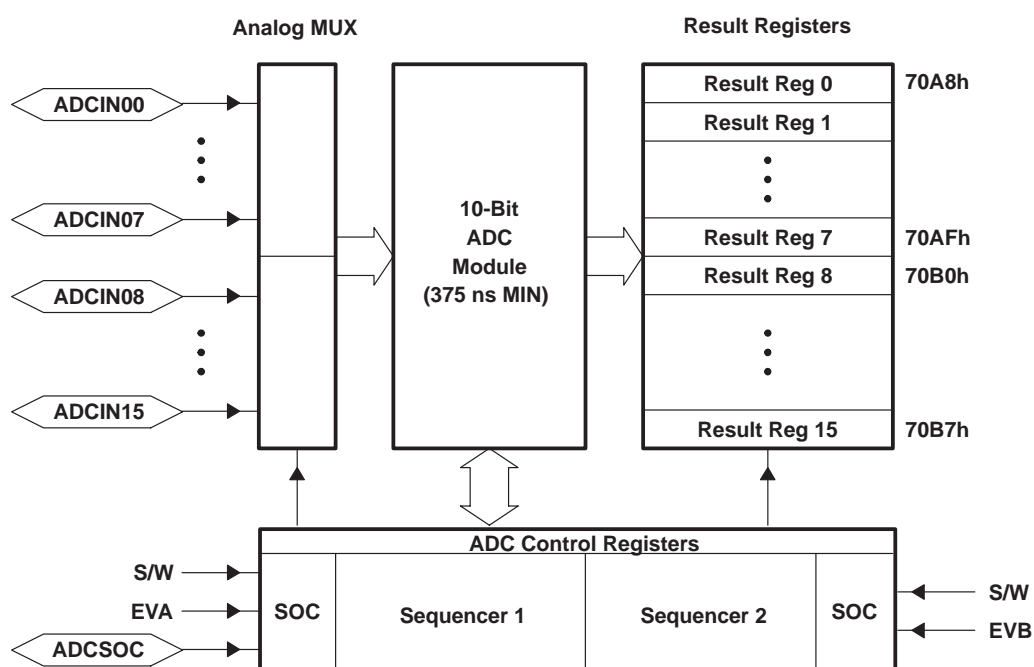 Analog MUX
Result Registers
ADCIN00
ADCIN07
ADCIN08
ADCIN15
10-Bit
ADC
Module
(375 ns MIN)
Result Reg 0
70A8h
Result Reg 1
Result Reg 7
70AFh
Result Reg 8
70B0h
Result Reg 15
70B7h
ADC Control Registers
S/W
EVA
ADCSOC
SOC
Sequencer 1
Sequencer 2
SOC
S/W
EVB